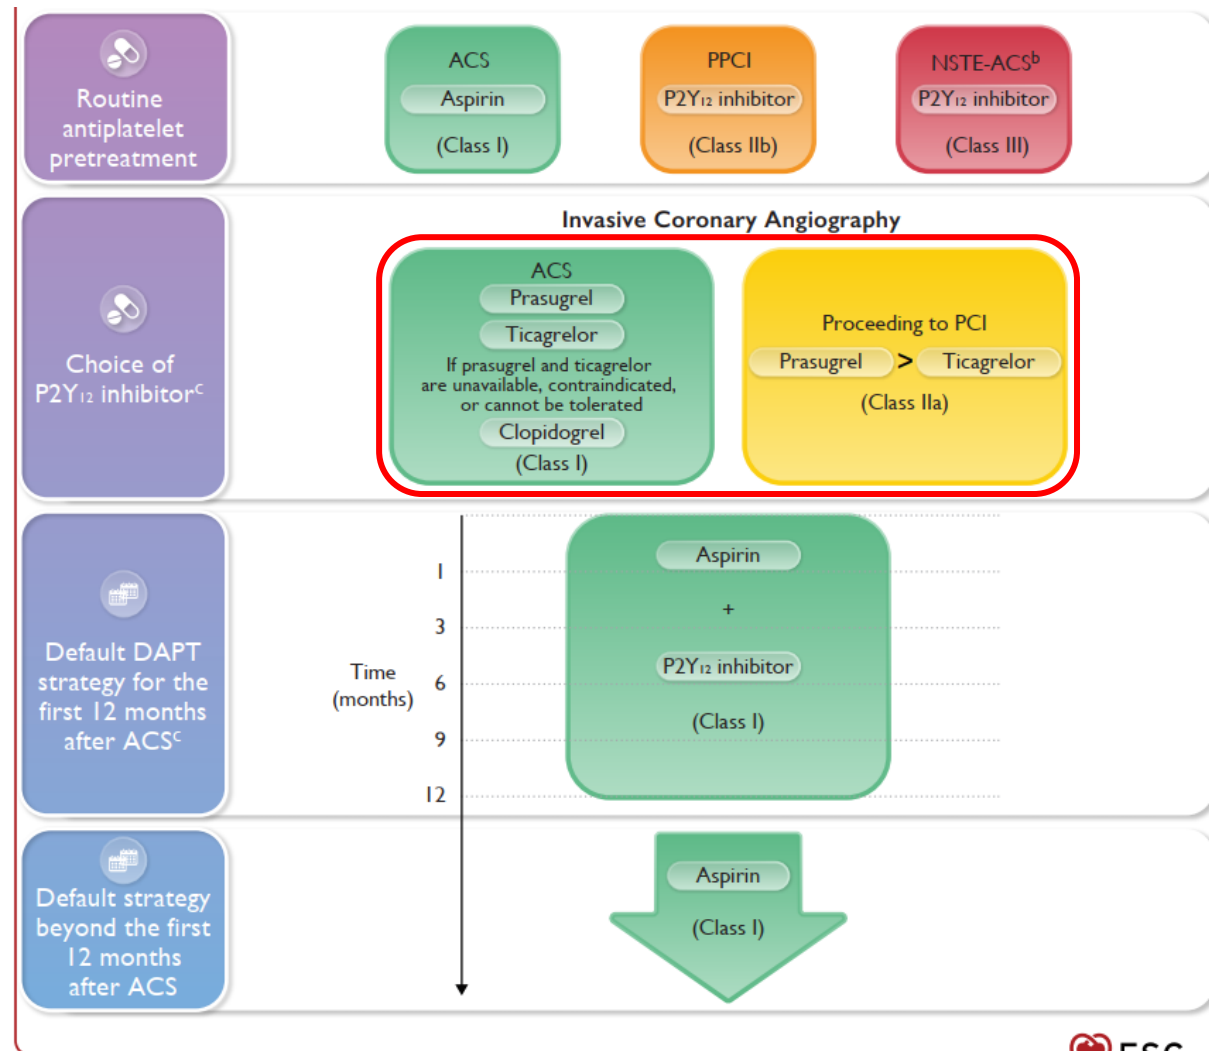 Routine
antiplatelet
pretreatment
ACS
Aspirin
(Class I)
PPCI
P2Y₁₂ inhibitor
(Class IIb)
NSTE-ACSᵇ
P2Y₁₂ inhibitor
(Class III)
Choice of
P2Y₁₂ inhibitorᶜ
Invasive Coronary Angiography
ACS
Prasugrel
Ticagrelor
If prasugrel and ticagrelor
are unavailable, contraindicated,
or cannot be tolerated
Clopidogrel
(Class I)
Proceeding to PCI
Prasugrel > Ticagrelor
(Class IIa)
Default DAPT
strategy for the
first 12 months
after ACSᶜ
Time
(months)
1
3
6
9
12
Aspirin
+
P2Y₁₂ inhibitor
(Class I)
Default strategy
beyond the first
12 months
after ACS
Aspirin
(Class I)
ESC